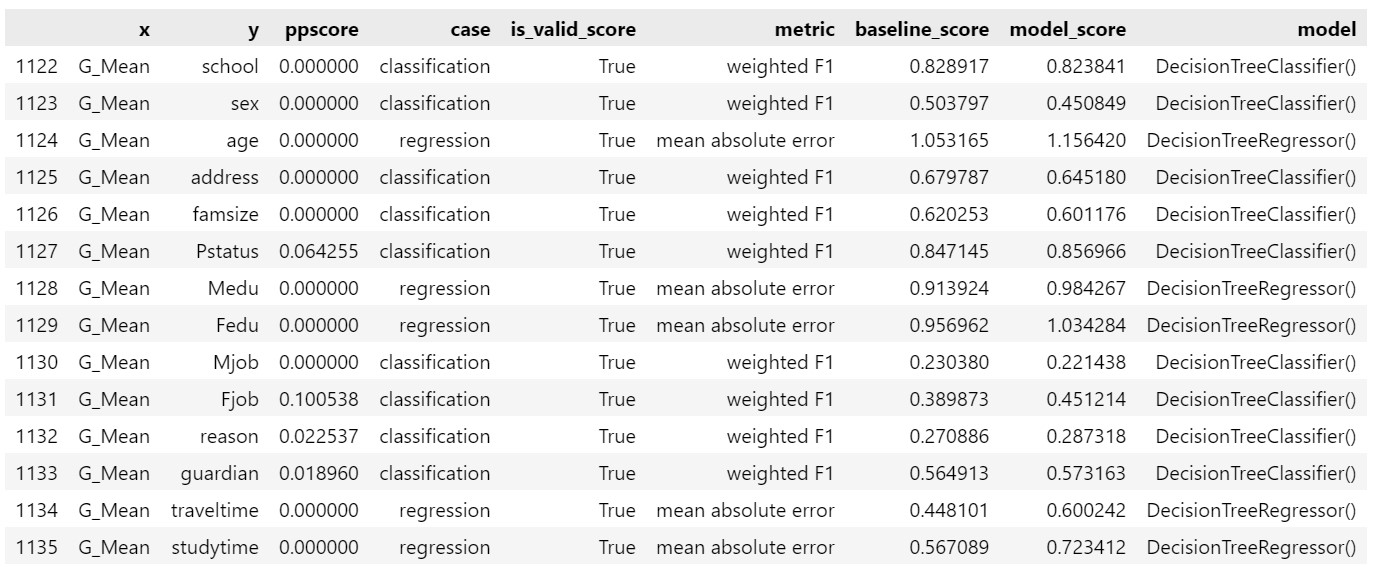 x y ppscore case is_valid_score metric baseline_score model_score model
1122 G_Mean school 0.000000 classification True weighted F1 0.828917 0.823841 DecisionTreeClassifier()
1123 G_Mean sex 0.000000 classification True weighted F1 0.503797 0.450849 DecisionTreeClassifier()
1124 G_Mean age 0.000000 regression True mean absolute error 1.053165 1.156420 DecisionTreeRegressor()
1125 G_Mean address 0.000000 classification True weighted F1 0.679787 0.645180 DecisionTreeClassifier()
1126 G_Mean famsize 0.000000 classification True weighted F1 0.620253 0.601176 DecisionTreeClassifier()
1127 G_Mean Pstatus 0.064255 classification True weighted F1 0.847145 0.856966 DecisionTreeClassifier()
1128 G_Mean Medu 0.000000 regression True mean absolute error 0.913924 0.984267 DecisionTreeRegressor()
1129 G_Mean Fedu 0.000000 regression True mean absolute error 0.956962 1.034284 DecisionTreeRegressor()
1130 G_Mean Mjob 0.000000 classification True weighted F1 0.230380 0.221438 DecisionTreeClassifier()
1131 G_Mean Fjob 0.100538 classification True weighted F1 0.389873 0.451214 DecisionTreeClassifier()
1132 G_Mean reason 0.022537 classification True weighted F1 0.270886 0.287318 DecisionTreeClassifier()
1133 G_Mean guardian 0.018960 classification True weighted F1 0.564913 0.573163 DecisionTreeClassifier()
1134 G_Mean traveltime 0.000000 regression True mean absolute error 0.448101 0.600242 DecisionTreeRegressor()
1135 G_Mean studytime 0.000000 regression True mean absolute error 0.567089 0.723412 DecisionTreeRegressor()